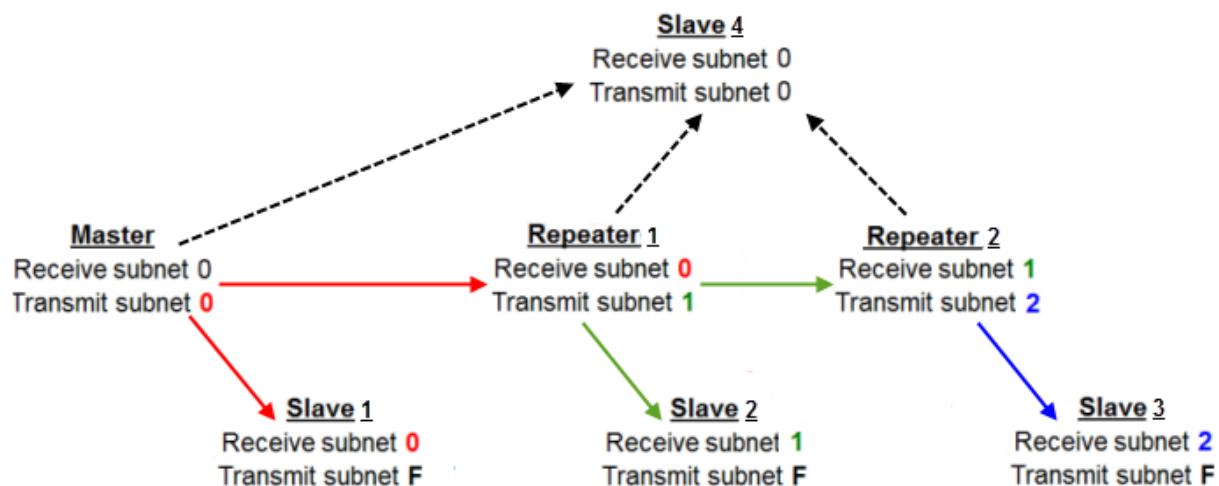 Slave 4
Receive subnet 0
Transmit subnet 0
Master
Receive subnet 0
Transmit subnet 0
Repeater 1
Receive subnet 0
Transmit subnet 1
Repeater 2
Receive subnet 1
Transmit subnet 2
Slave 1
Receive subnet 0
Transmit subnet F
Slave 2
Receive subnet 1
Transmit subnet F
Slave 3
Receive subnet 2
Transmit subnet F